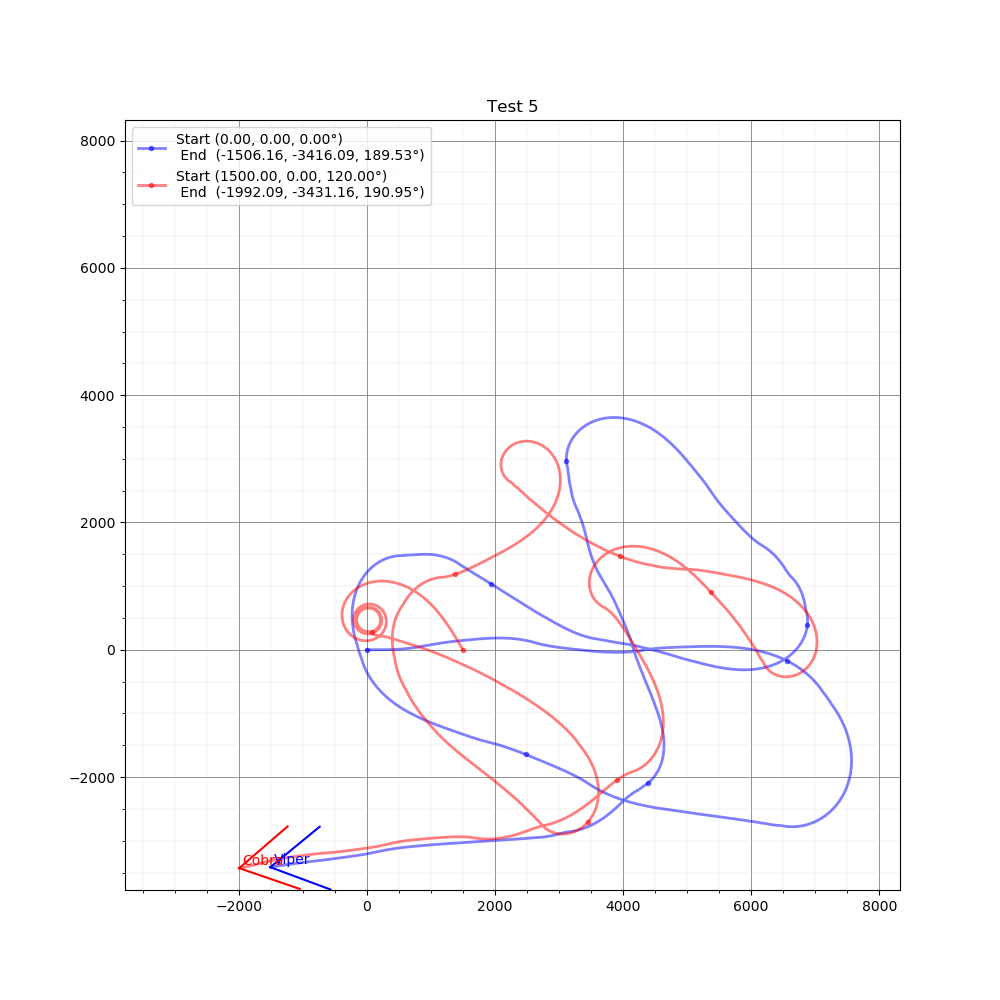 Test 5
Start (0.00, 0.00, 0.00°)
End (-1506.16, -3416.09, 189.53°)
Start (1500.00, 0.00, 120.00°)
End (-1992.09, -3431.16, 190.95°)
8000
6000
4000
2000
0
−2000
Cobra
Viper
−2000 0 2000 4000 6000 8000